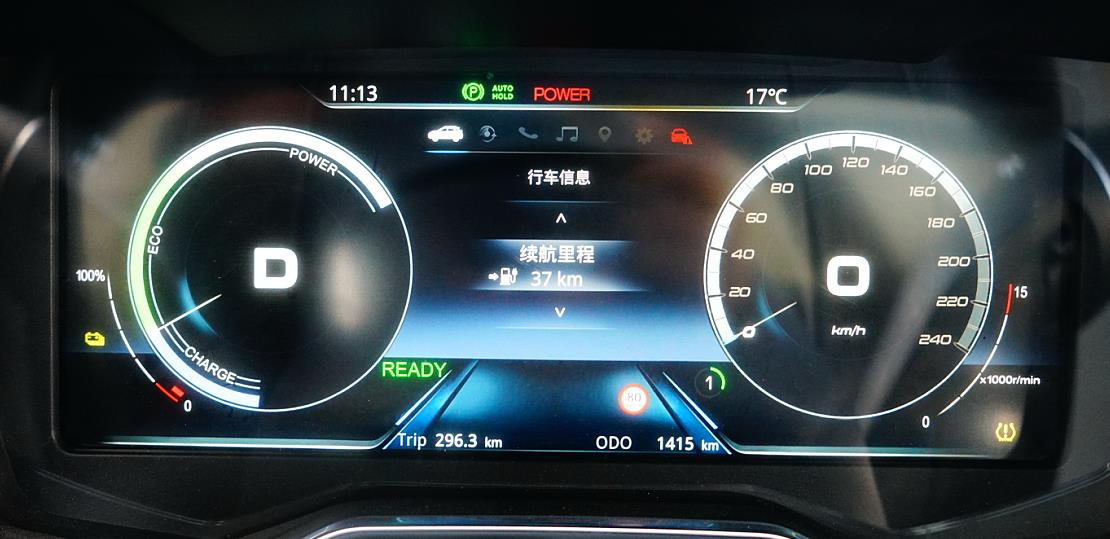 11:13
P
AUTO
HOLD
POWER
17℃
行车信息
续航里程
37 km
POWER
ECO
CHARGE
D
100%
0
READY
80
1
Trip 296.3 km
ODO 1415 km
0
20
40
60
80
100
120
140
160
180
200
220
240
0
km/h
15
x1000r/min
0